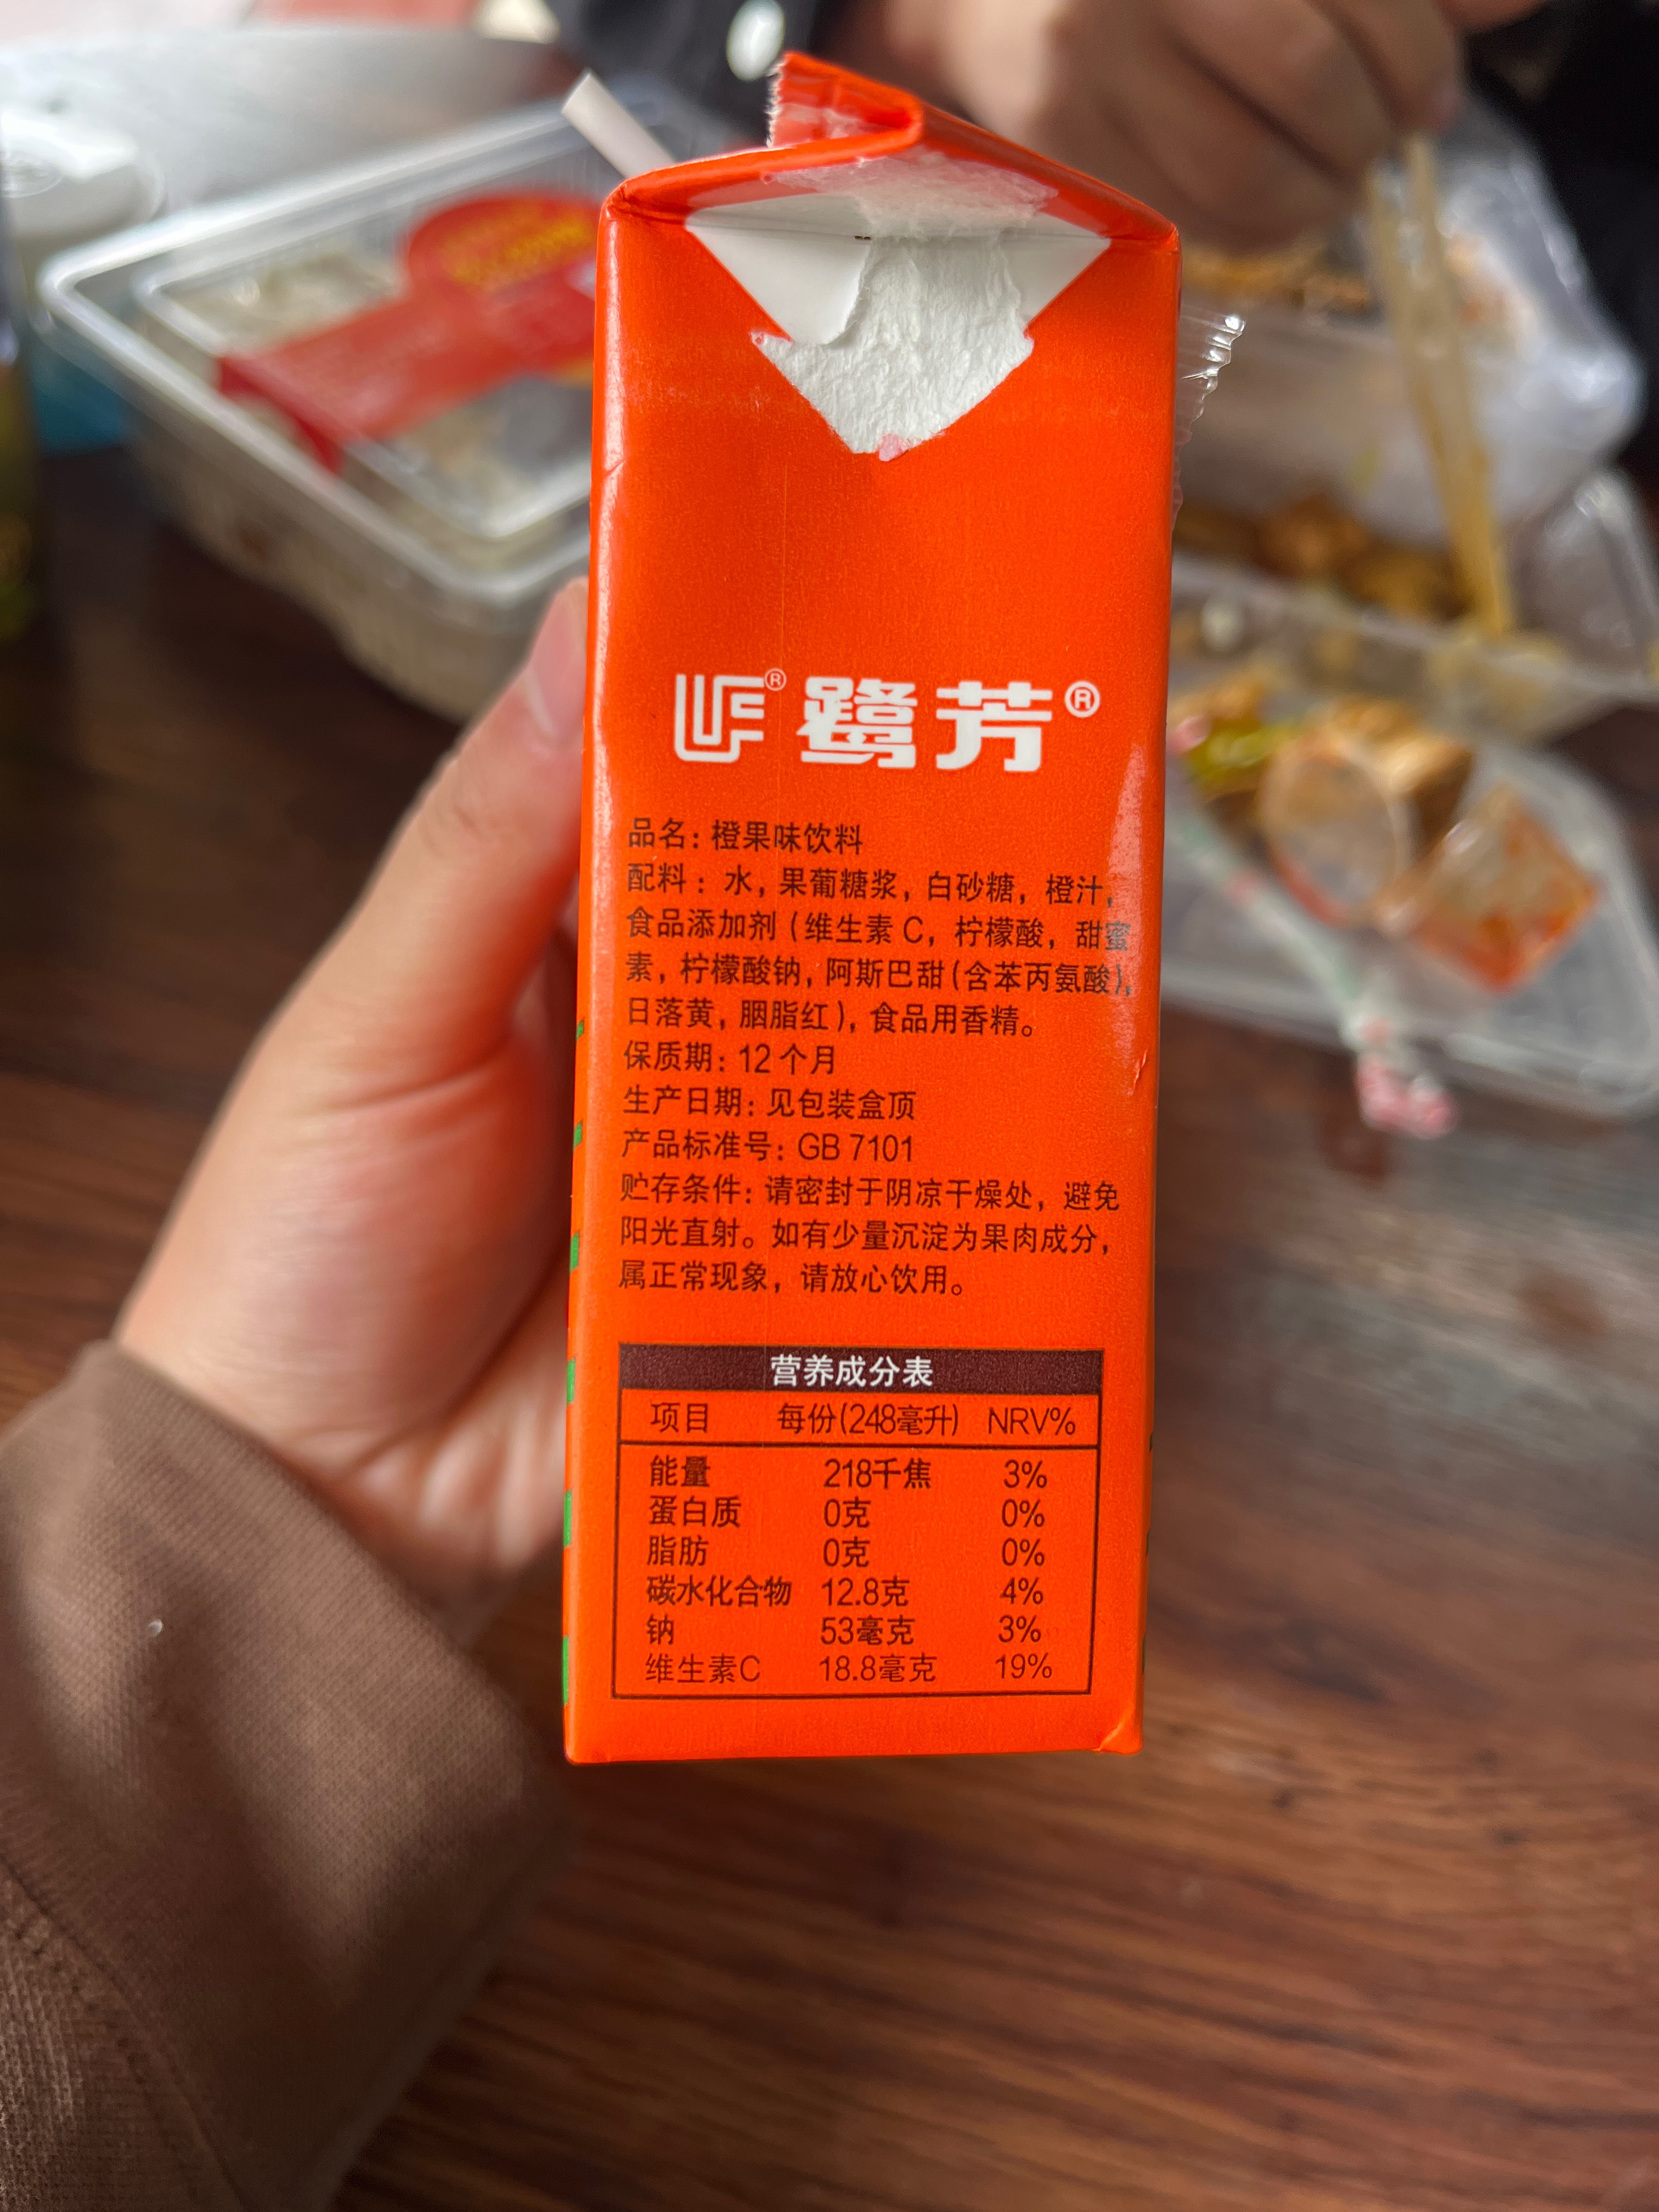 LF® 鹭芳®
品名: 橙果味饮料
配料: 水, 果葡糖浆, 白砂糖, 橙汁,
食品添加剂 (维生素 C, 柠檬酸, 甜蜜
素, 柠檬酸钠, 阿斯巴甜 (含苯丙氨酸),
日落黄, 胭脂红), 食品用香精。
保质期: 12 个月
生产日期: 见包装盒顶
产品标准号: GB 7101
贮存条件: 请密封于阴凉干燥处, 避免
阳光直射。如有少量沉淀为果肉成分,
属正常现象, 请放心饮用。
营养成分表
项目 每份(248毫升) NRV%
能量 218千焦 3%
蛋白质 0克 0%
脂肪 0克 0%
碳水化合物 12.8克 4%
钠 53毫克 3%
维生素C 18.8毫克 19%